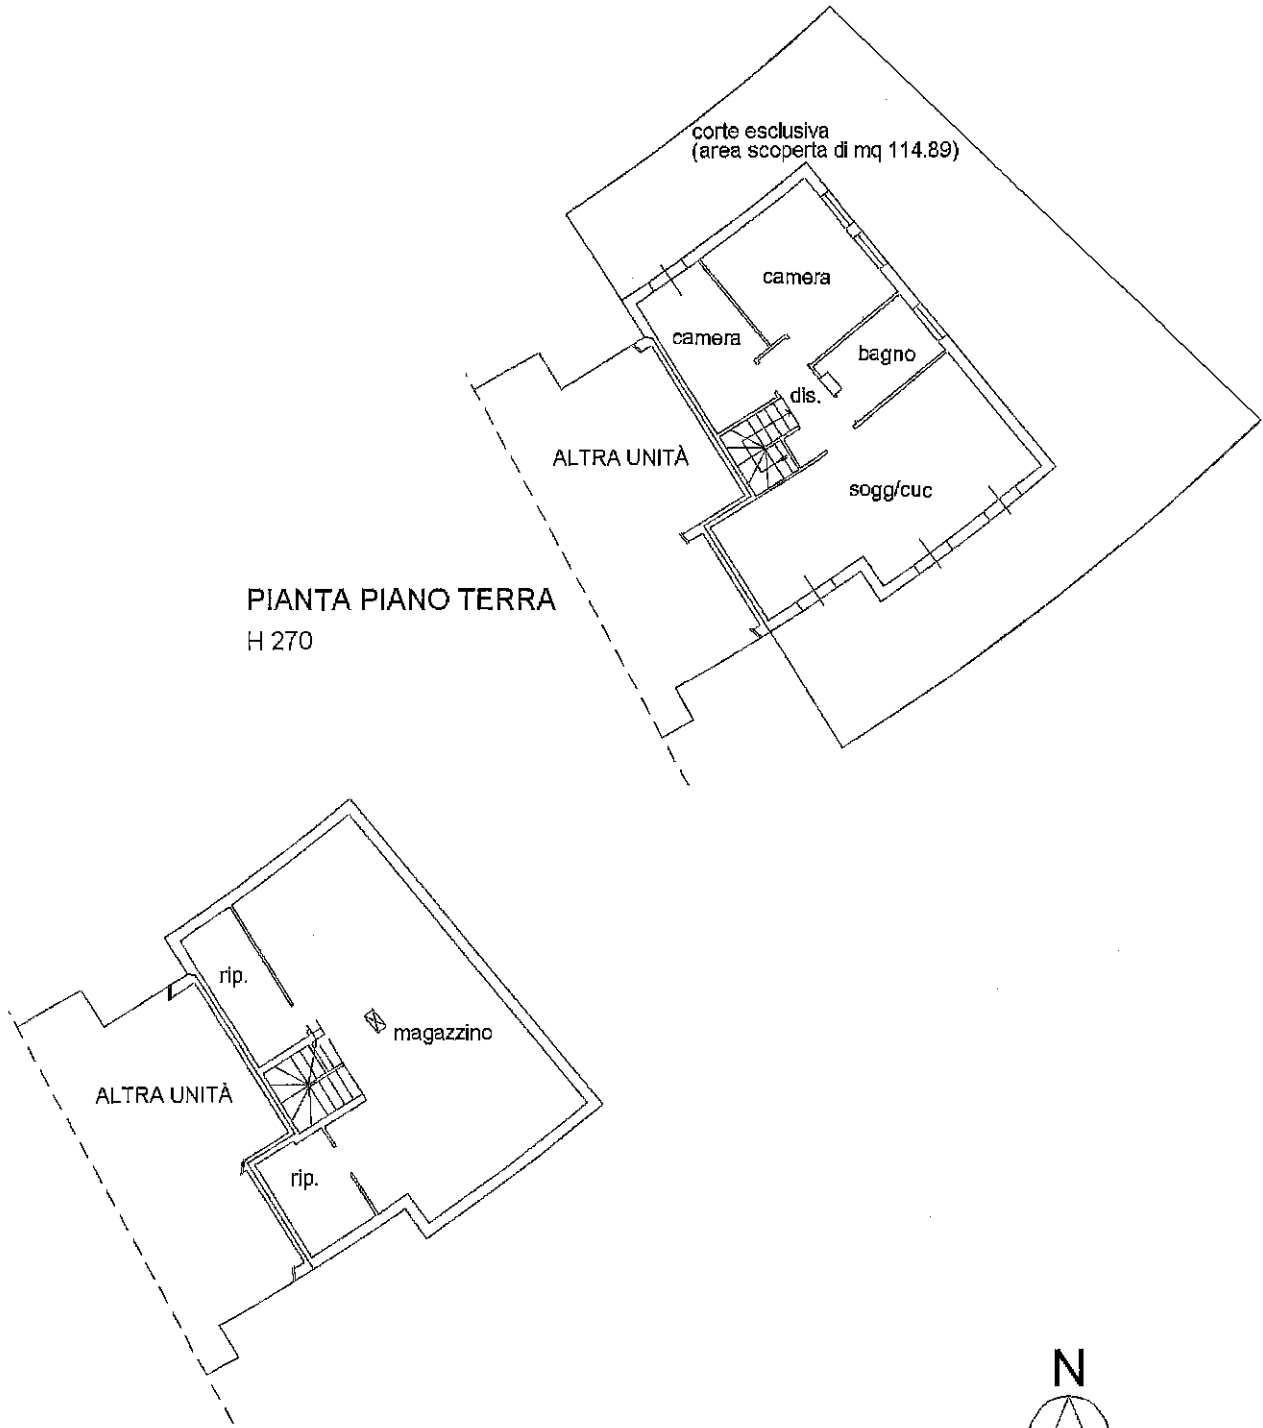 corte esclusiva
(area scoperta di mq 114.89)
camera
camera
bagno
dis.
ALTRA UNITÀ
sogg/cuc
PIANTA PIANO TERRA
H 270
rip.
magazzino
ALTRA UNITÀ
rip.
N